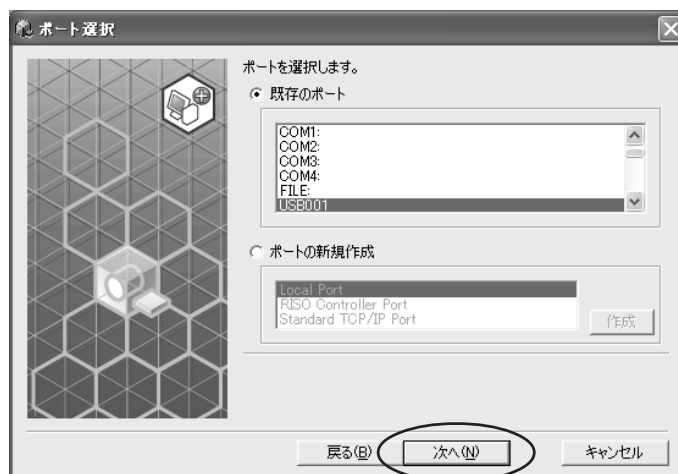 ポート選択
ポートを選択します。
既存のポート
COM1:
COM2:
COM3:
COM4:
FILE:
USB001
ポートの新規作成
Local Port
RISO Controller Port
Standard TCP/IP Port
作成
戻る(B)
次へ(N)
キャンセル